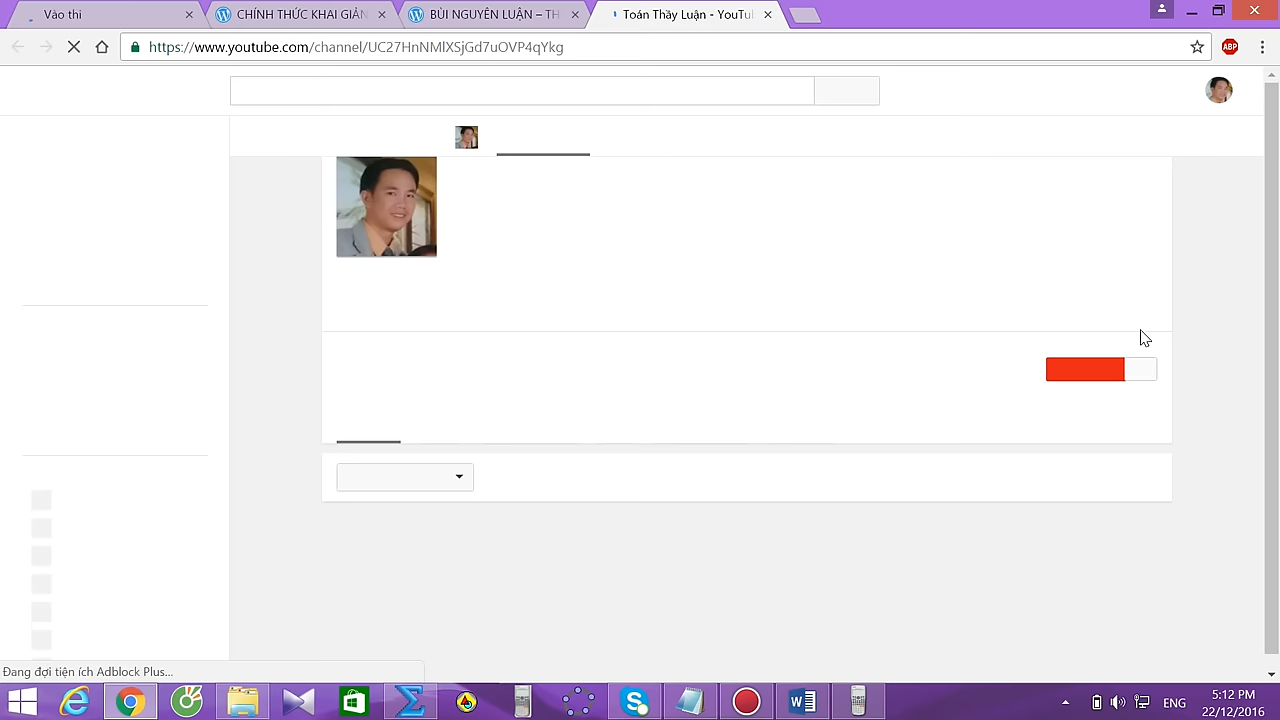 Vào thi
CHÍNH THỨC KHAI GIẢN
BÙI NGUYÊN LUẬN – TH
Toán Thầy Luận - YouTu
https://www.youtube.com/channel/UC27HnNMlXSjGd7uOVP4qYkg
ABP
Đang đợi tiện ích Adblock Plus...
ENG
5:12 PM
22/12/2016